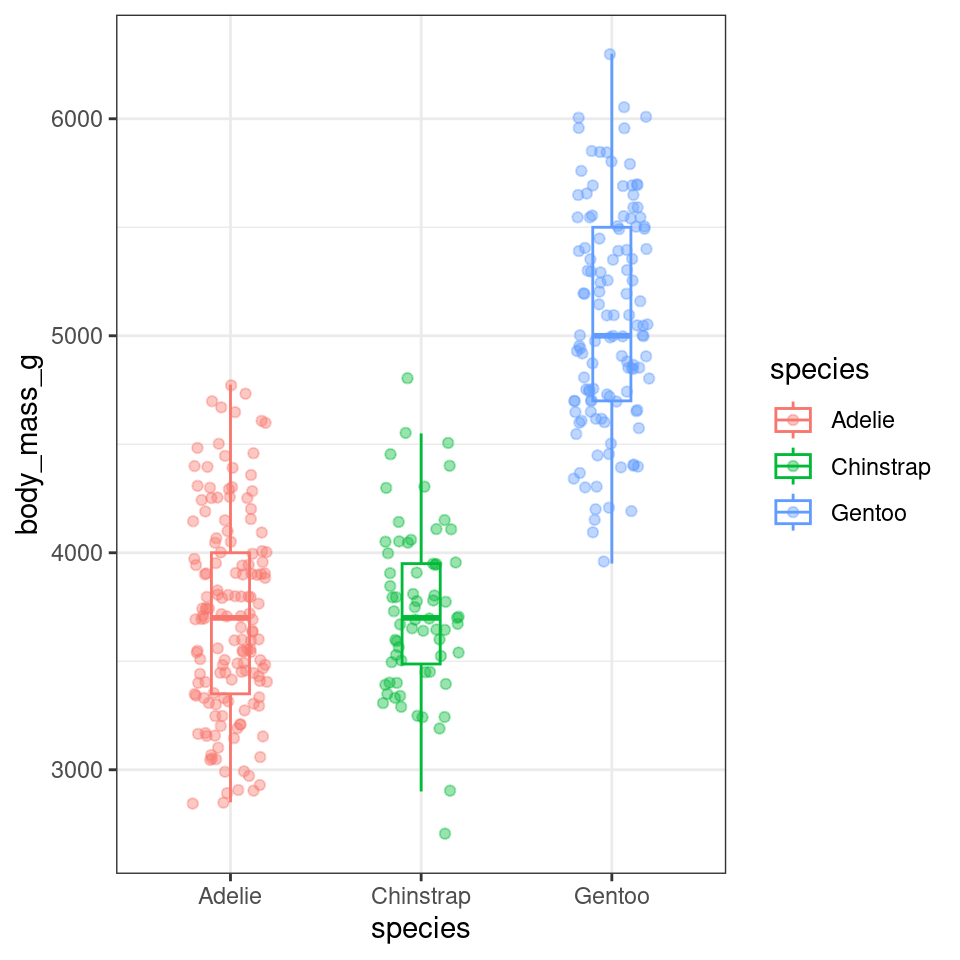 body_mass_g
6000
5000
4000
3000
Adelie
Chinstrap
Gentoo
species
species
Adelie
Chinstrap
Gentoo